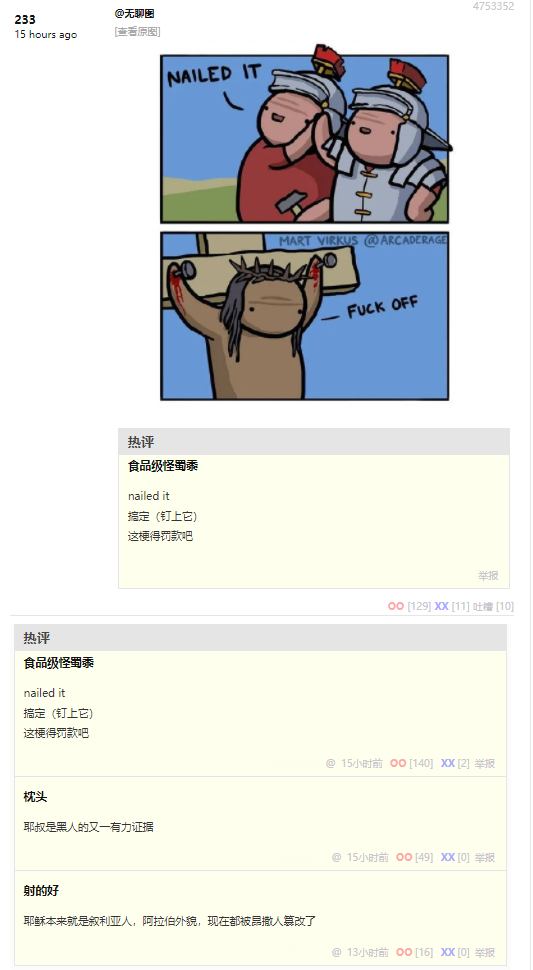 4753352
233
15 hours ago
@无聊图
[查看原图]
NAILED IT
MART VIRKUS @ARCADERAGE
FUCK OFF
热评
食品级怪蜀黍
nailed it
搞定（钉上它）
这梗得罚款吧
举报
OO [129] XX [11] 吐槽 [10]
热评
食品级怪蜀黍
nailed it
搞定（钉上它）
这梗得罚款吧
@ 15小时前 OO [140] XX [2] 举报
枕头
耶叔是黑人的又一有力证据
@ 15小时前 OO [49] XX [0] 举报
射的好
耶稣本来就是叙利亚人，阿拉伯外貌，现在都被昂撒人篡改了
@ 13小时前 OO [16] XX [0] 举报